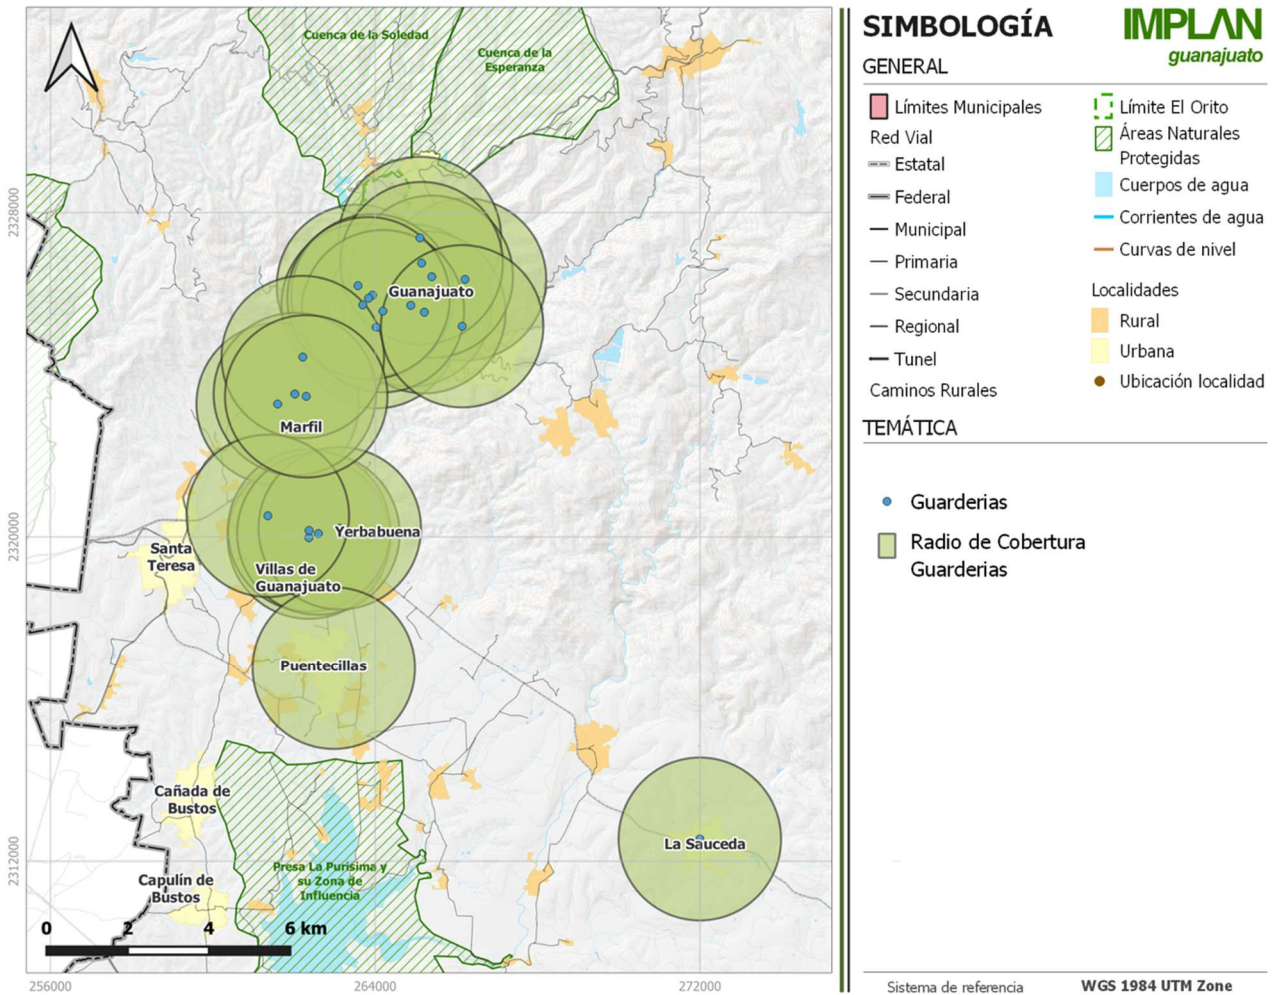 Cuenca de la Soledad
Cuenca de la
Esperanza
2328000
Guanajuato
Marfil
2320000
Yerbabuena
Santa
Teresa
Villas de
Guanajuato
Puentecillas
Cañada de
Bustos
La Sauceda
2312000
Presa La Purísima y
su Zona de
Influencia
Capulín de
Bustos
0 2 4 6 km
256000 264000 272000
SIMBOLOGÍA
IMPLAN
guanajuato
GENERAL
Límites Municipales
Red Vial
Estatal
Federal
Municipal
Primaria
Secundaria
Regional
Tunel
Caminos Rurales
Límite El Orito
Áreas Naturales
Protegidas
Cuerpos de agua
Corrientes de agua
Curvas de nivel
Localidades
Rural
Urbana
Ubicación localidad
TEMÁTICA
Guarderias
Radio de Cobertura
Guarderias
Sistema de referencia WGS 1984 UTM Zone